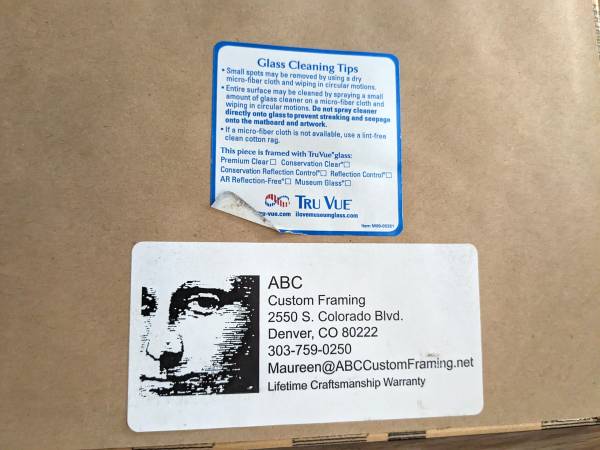 Glass Cleaning Tips
• Small spots may be removed by using a dry
micro-fiber cloth and wiping in circular motions.
• Entire surface may be cleaned by spraying a small
amount of glass cleaner on a micro-fiber cloth and
wiping in circular motions. Do not spray cleaner
directly onto glass to prevent streaking and seepage
onto the matboard and artwork.
• If a micro-fiber cloth is not available, use a lint-free
clean cotton rag.
This piece is framed with TruVue® glass:
Premium Clear☐ Conservation Clear®☐
Conservation Reflection Control®☐ Reflection Control®☐
AR Reflection-Free®☐ Museum Glass®☐
TRU VUE®
ru-vue.com ilovemuseumglass.com
ABC
Custom Framing
2550 S. Colorado Blvd.
Denver, CO 80222
303-759-0250
Maureen@ABCCustomFraming.net
Lifetime Craftsmanship Warranty